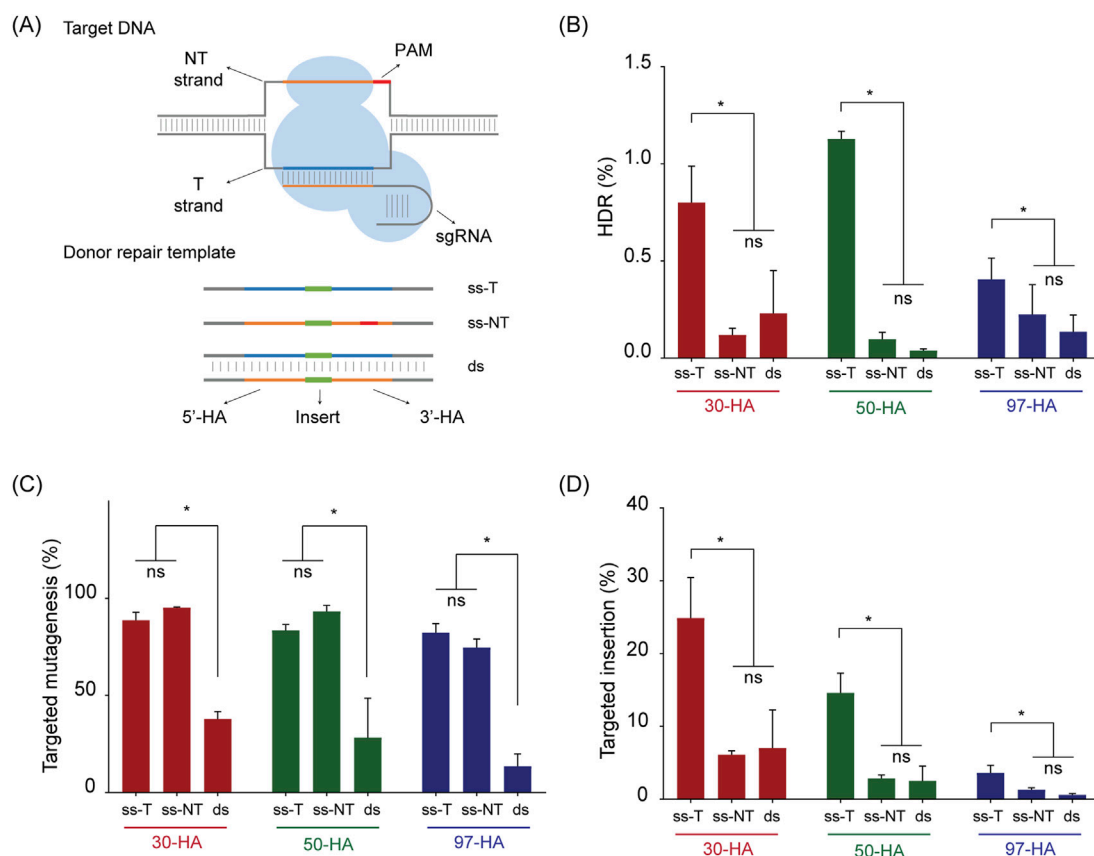 (A)
Target DNA
NT
strand
PAM
T
strand
sgRNA
Donor repair template
ss-T
ss-NT
ds
5’-HA
Insert
3’-HA
(B)
HDR (%)
1.5
1.0
0.5
0.0
*
ns
*
ns
*
ns
ss-T ss-NT ds ss-T ss-NT ds ss-T ss-NT ds
30-HA 50-HA 97-HA
(C)
Targeted mutagenesis (%)
100
50
0
*
ns
*
ns
*
ns
ss-T ss-NT ds ss-T ss-NT ds ss-T ss-NT ds
30-HA 50-HA 97-HA
(D)
Targeted insertion (%)
40
30
20
10
0
*
ns
*
ns
*
ns
ss-T ss-NT ds ss-T ss-NT ds ss-T ss-NT ds
30-HA 50-HA 97-HA